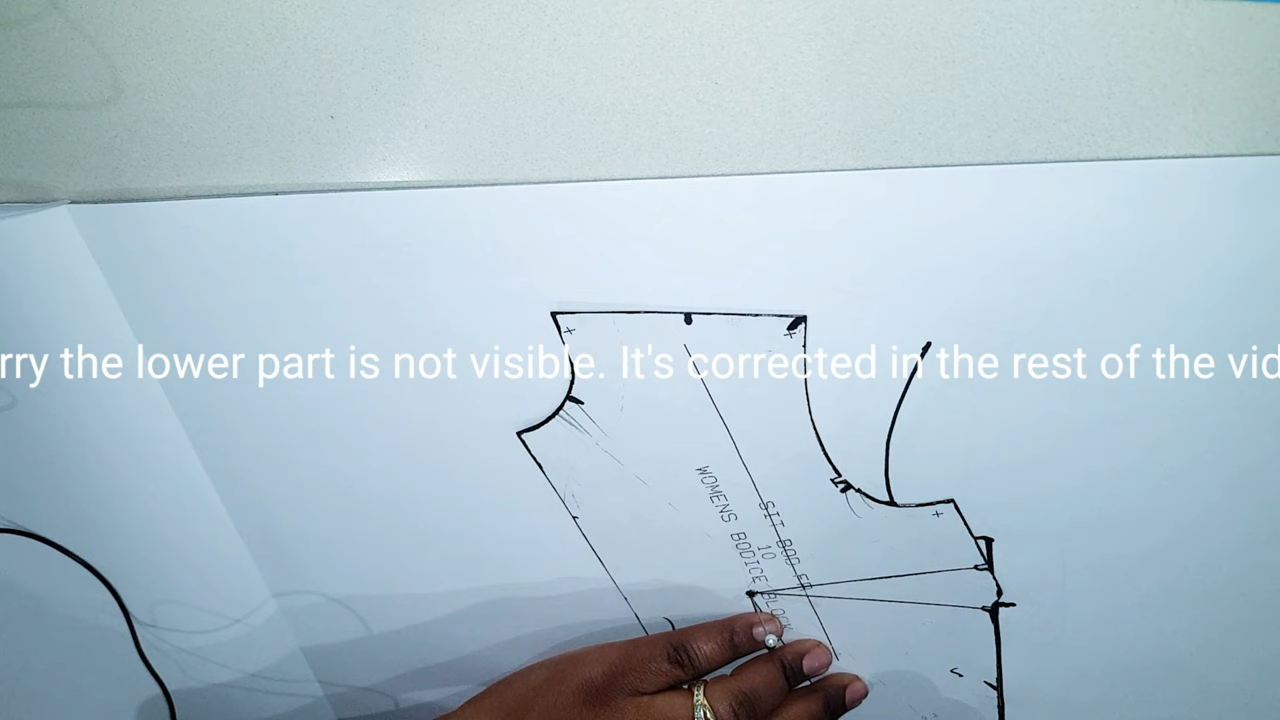 rry the lower part is not visible. It's corrected in the rest of the vid
SIT BOD FR
10
WOMENS BODICE BLOCK